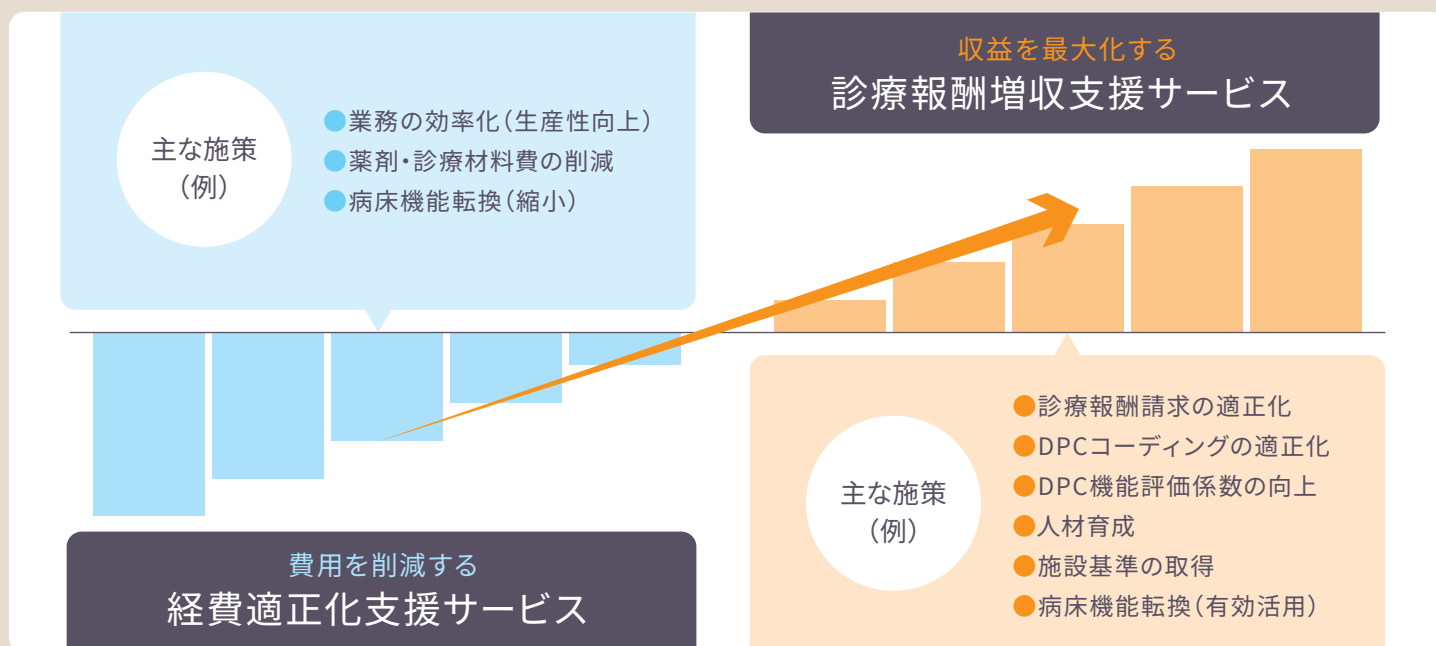 主な施策
（例）
●業務の効率化（生産性向上）
●薬剤・診療材料費の削減
●病床機能転換（縮小）
費用を削減する
経費適正化支援サービス
収益を最大化する
診療報酬増収支援サービス
主な施策
（例）
●診療報酬請求の適正化
●DPCコーディングの適正化
●DPC機能評価係数の向上
●人材育成
●施設基準の取得
●病床機能転換（有効活用）